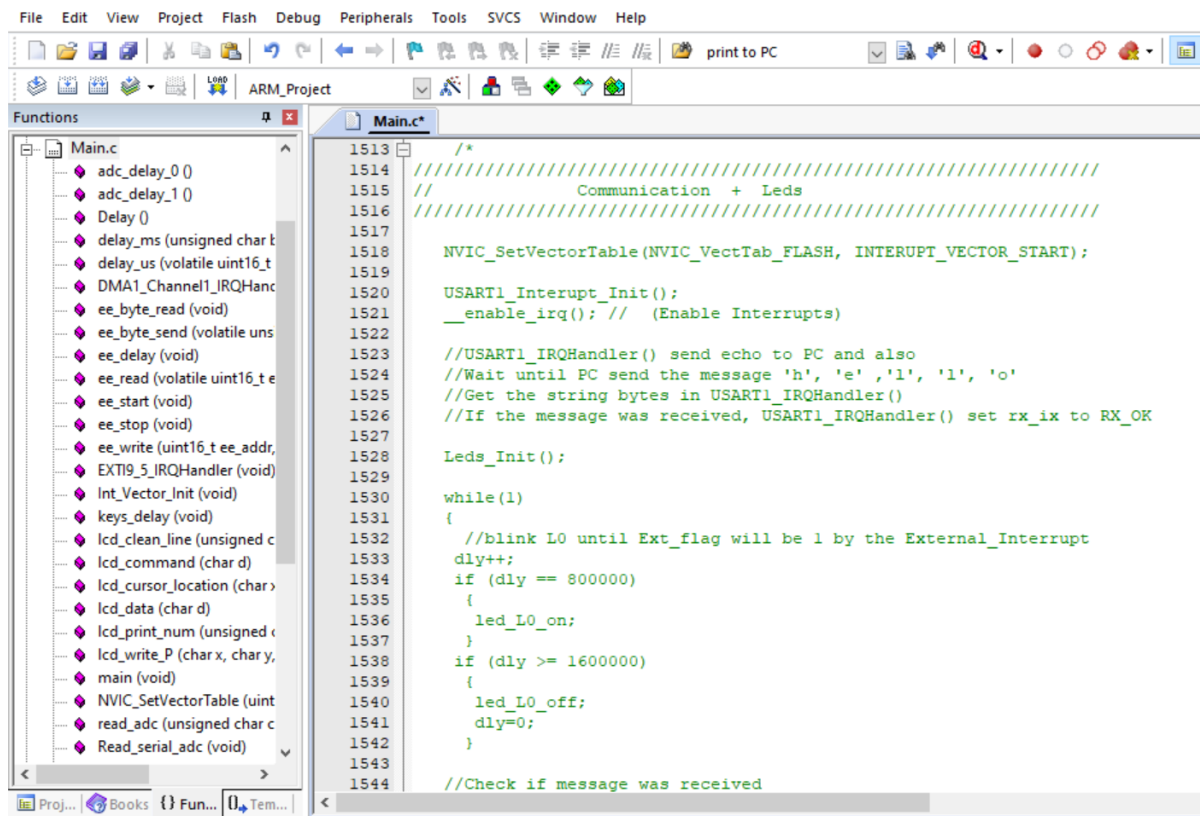 File Edit View Project Flash Debug Peripherals Tools SVCS Window Help
print to PC
LOAD ARM_Project
Functions
Main.c
adc_delay_0 ()
adc_delay_1 ()
Delay ()
delay_ms (unsigned char
delay_us (volatile uint16_t
DMA1_Channel1_IRQHanc
ee_byte_read (void)
ee_byte_send (volatile uns
ee_delay (void)
ee_read (volatile uint16_t e
ee_start (void)
ee_stop (void)
ee_write (uint16_t ee_addr,
EXTI9_5_IRQHandler (void)
Int_Vector_Init (void)
keys_delay (void)
lcd_clean_line (unsigned c
lcd_command (char d)
lcd_cursor_location (char x
lcd_data (char d)
lcd_print_num (unsigned c
lcd_write_P (char x, char y,
main (void)
NVIC_SetVectorTable (uint
read_adc (unsigned char c
Read_serial_adc (void)
Proj... Books {} Fun... 0 Tem...
Main.c*
1513 /*
1514 ///////////////////////////////////////////////////////////////////
1515 // Communication + Leds
1516 ///////////////////////////////////////////////////////////////////
1517
1518 NVIC_SetVectorTable(NVIC_VectTab_FLASH, INTERUPT_VECTOR_START);
1519
1520 USART1_Interupt_Init();
1521 __enable_irq(); // (Enable Interrupts)
1522
1523 //USART1_IRQHandler() send echo to PC and also
1524 //Wait until PC send the message 'h', 'e' ,'l', 'l', 'o'
1525 //Get the string bytes in USART1_IRQHandler()
1526 //If the message was received, USART1_IRQHandler() set rx_ix to RX_OK
1527
1528 Leds_Init();
1529
1530 while(1)
1531 {
1532 //blink L0 until Ext_flag will be 1 by the External_Interrupt
1533 dly++;
1534 if (dly == 800000)
1535 {
1536 led_L0_on;
1537 }
1538 if (dly >= 1600000)
1539 {
1540 led_L0_off;
1541 dly=0;
1542 }
1543
1544 //Check if message was received